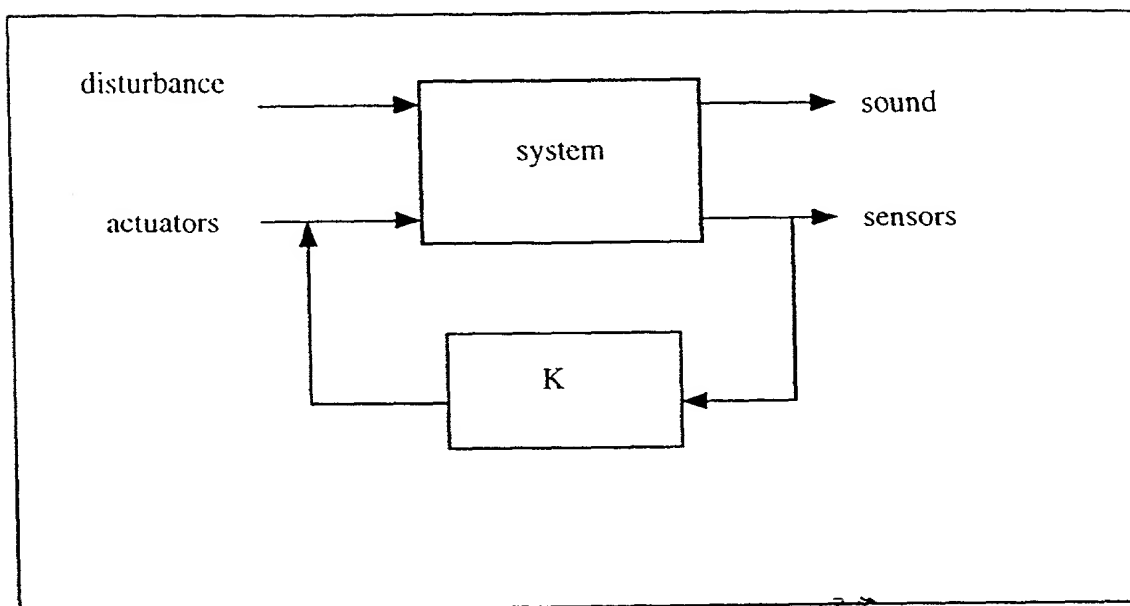 disturbance
sound
system
actuators
sensors
K